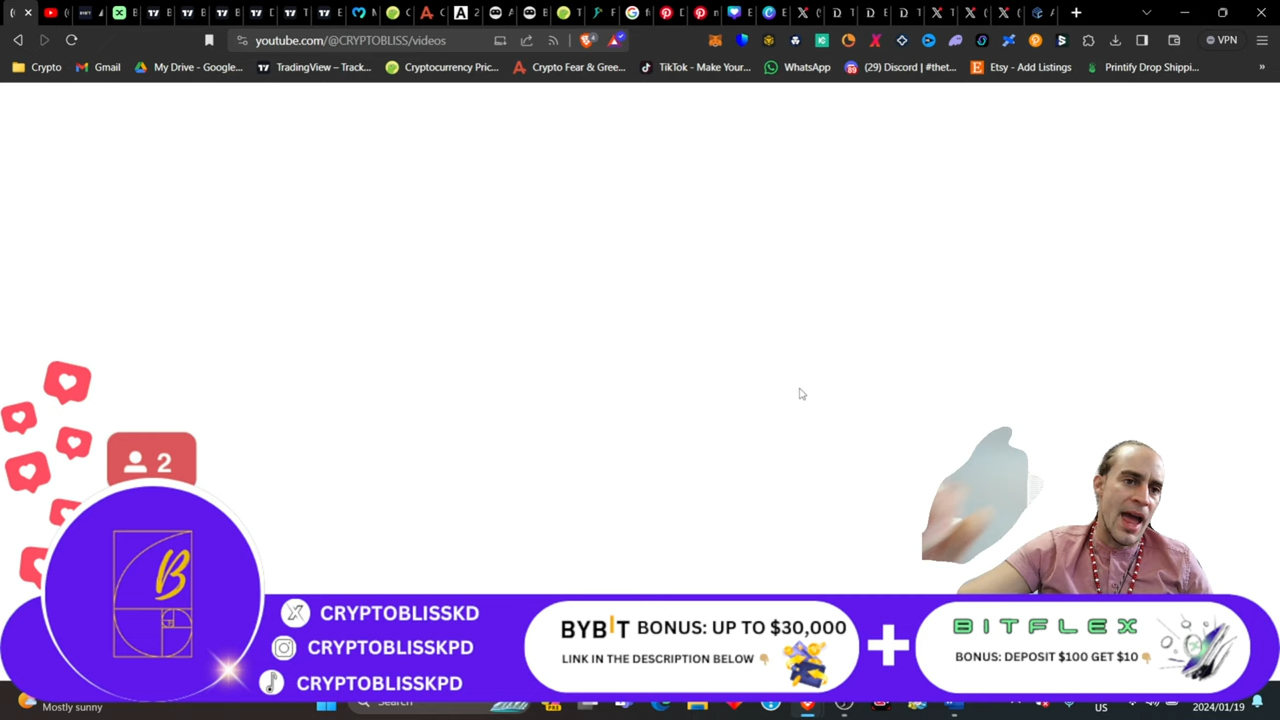 youtube.com/@CRYPTOBLISS/videos
VPN
Crypto
Gmail
My Drive - Google...
TradingView – Track...
Cryptocurrency Pric...
Crypto Fear & Gree...
TikTok - Make Your...
WhatsApp
(29) Discord | #thet...
Etsy - Add Listings
Printify Drop Shippi...
2
B
CRYPTOBLISSKD
CRYPTOBLISSKPD
CRYPTOBLISSKPD
BYBIT BONUS: UP TO $30,000
LINK IN THE DESCRIPTION BELOW
BITFLEX
BONUS: DEPOSIT $100 GET $10
Mostly sunny
Search
US
2024/01/19